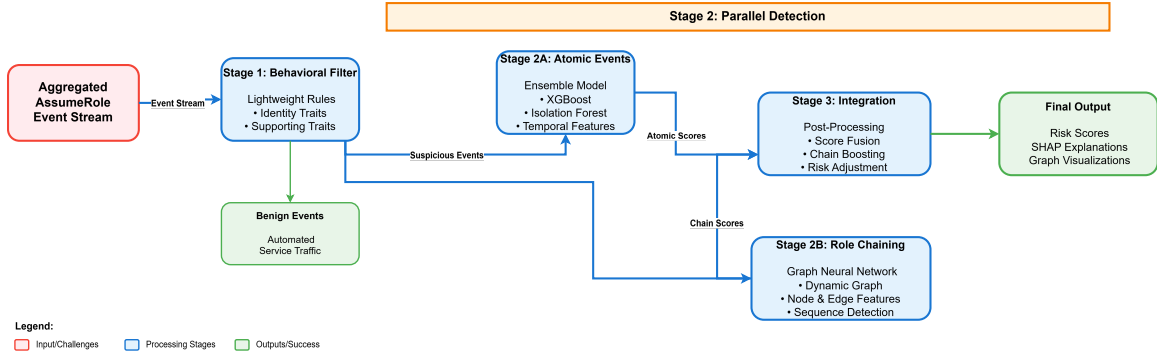 Stage 2: Parallel Detection
Aggregated
AssumeRole
Event Stream
Event Stream
Stage 1: Behavioral Filter
Lightweight Rules
• Identity Traits
• Supporting Traits
Suspicious Events
Benign Events
Automated
Service Traffic
Stage 2A: Atomic Events
Ensemble Model
• XGBoost
• Isolation Forest
• Temporal Features
Atomic Scores
Chain Scores
Stage 3: Integration
Post-Processing
• Score Fusion
• Chain Boosting
• Risk Adjustment
Stage 2B: Role Chaining
Graph Neural Network
• Dynamic Graph
• Node & Edge Features
• Sequence Detection
Final Output
Risk Scores
SHAP Explanations
Graph Visualizations
Legend:
Input/Challenges
Processing Stages
Outputs/Success